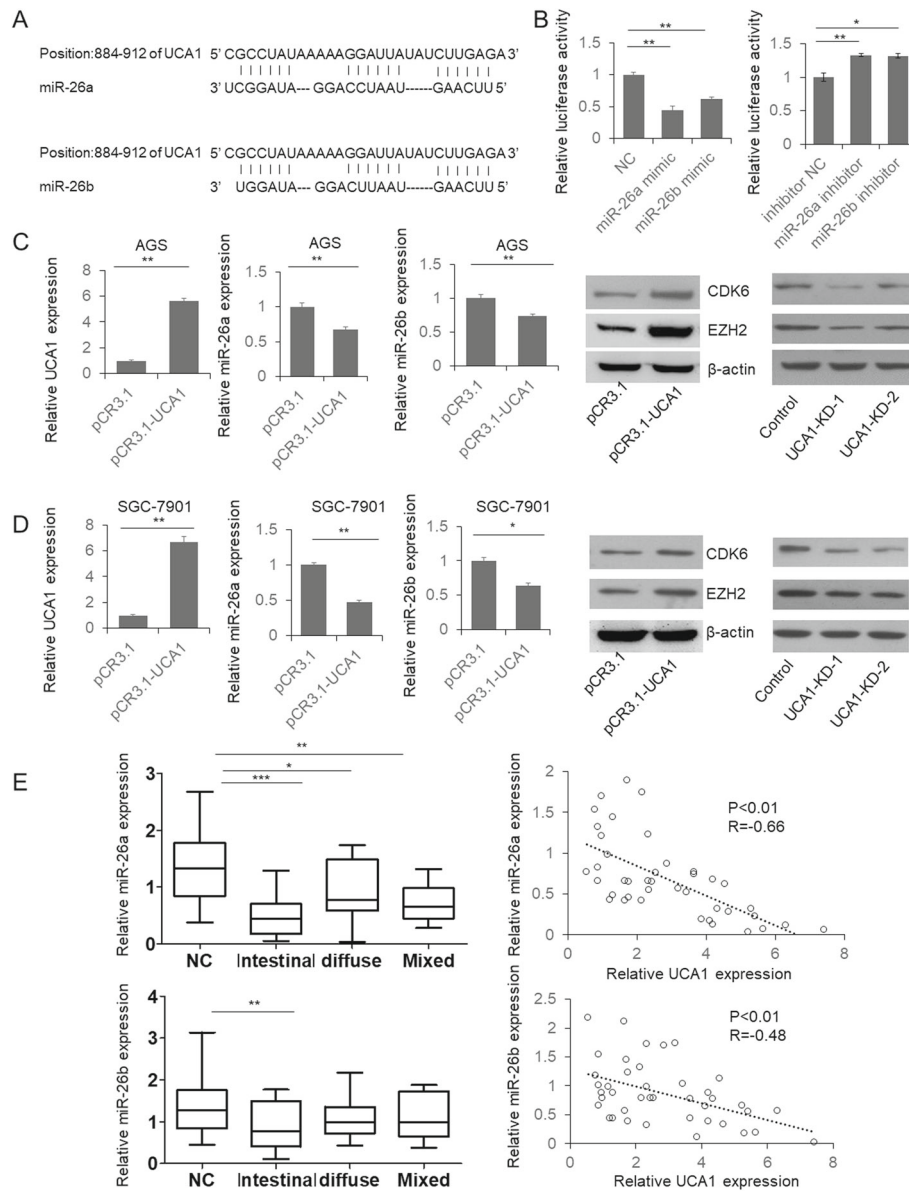 A
Position:884-912 of UCA1 5' CGCCUAUAAAAAGGAUUAUAUCUUGAGA3'
miR-26a 3' UCGGAUA--- GGACCUAAU------GAACUU 5'
Position:884-912 of UCA1 5' CGCCUAUAAAAAGGAUUAUAUCUUGAGA3'
miR-26b 3' UGGAUA--- GGACUUAAU------GAACUU 5'
B
Relative luciferase activity
1.5
1
0.5
0
**
**
NC
miR-26a mimic
miR-26b mimic
Relative luciferase activity
1.5
1
0.5
0
*
**
inhibitor NC
miR-26a inhibitor
miR-26b inhibitor
C
AGS
Relative UCA1 expression
8
6
4
2
0
**
pCR3.1
pCR3.1-UCA1
AGS
Relative miR-26a expression
1.5
1
0.5
0
**
pCR3.1
pCR3.1-UCA1
AGS
Relative miR-26b expression
1.5
1
0.5
0
**
pCR3.1
pCR3.1-UCA1
CDK6
EZH2
β-actin
pCR3.1
pCR3.1-UCA1
Control
UCA1-KD-1
UCA1-KD-2
D
SGC-7901
Relative UCA1 expression
8
6
4
2
0
**
pCR3.1
pCR3.1-UCA1
SGC-7901
Relative miR-26a expression
1.5
1
0.5
0
**
pCR3.1
pCR3.1-UCA1
SGC-7901
Relative miR-26b expression
1.5
1
0.5
0
*
pCR3.1
pCR3.1-UCA1
CDK6
EZH2
β-actin
pCR3.1
pCR3.1-UCA1
Control
UCA1-KD-1
UCA1-KD-2
E
Relative miR-26a expression
3
2
1
0
**
*
***
NC Intestinal diffuse Mixed
Relative miR-26a expression
2
1.5
1
0.5
0
P<0.01
R=-0.66
0 2 4 6 8
Relative UCA1 expression
Relative miR-26b expression
4
3
2
1
0
**
NC Intestinal diffuse Mixed
Relative miR-26b expression
2.5
2
1.5
1
0.5
0
P<0.01
R=-0.48
0 2 4 6 8
Relative UCA1 expression